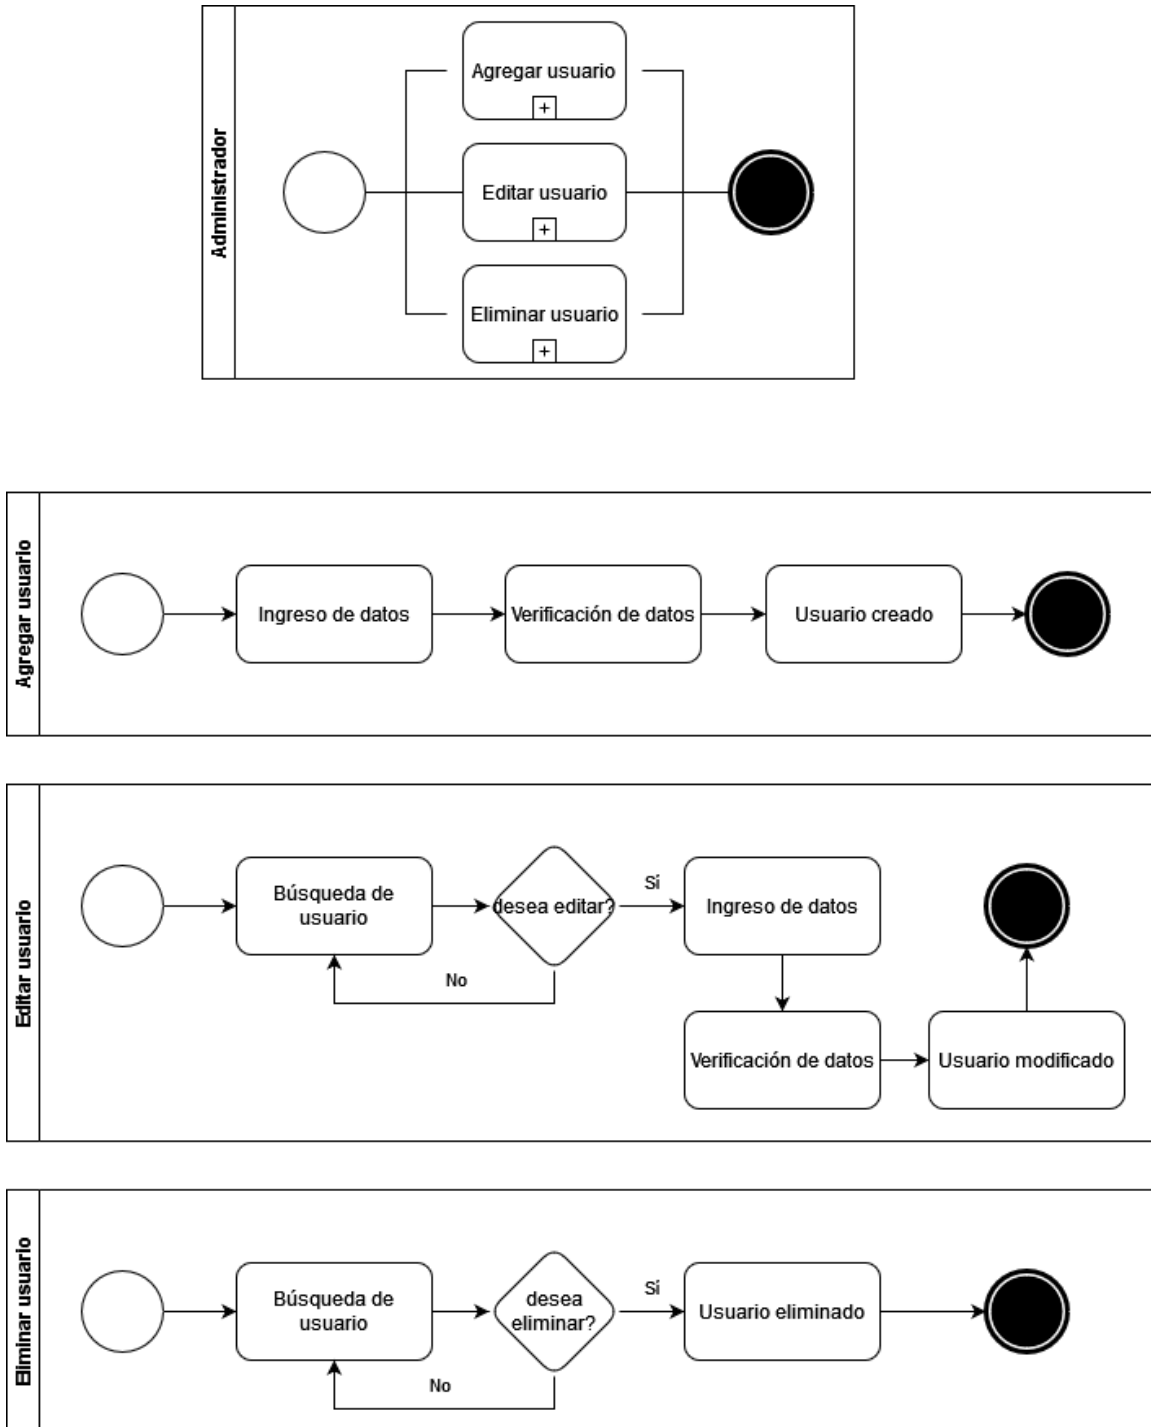 Administrador
Agregar usuario
+
Editar usuario
+
Eliminar usuario
+
Agregar usuario
Ingreso de datos
Verificación de datos
Usuario creado
Editar usuario
Búsqueda de
usuario
desea editar?
Sí
No
Ingreso de datos
Verificación de datos
Usuario modificado
Eliminar usuario
Búsqueda de
usuario
desea
eliminar?
Sí
No
Usuario eliminado